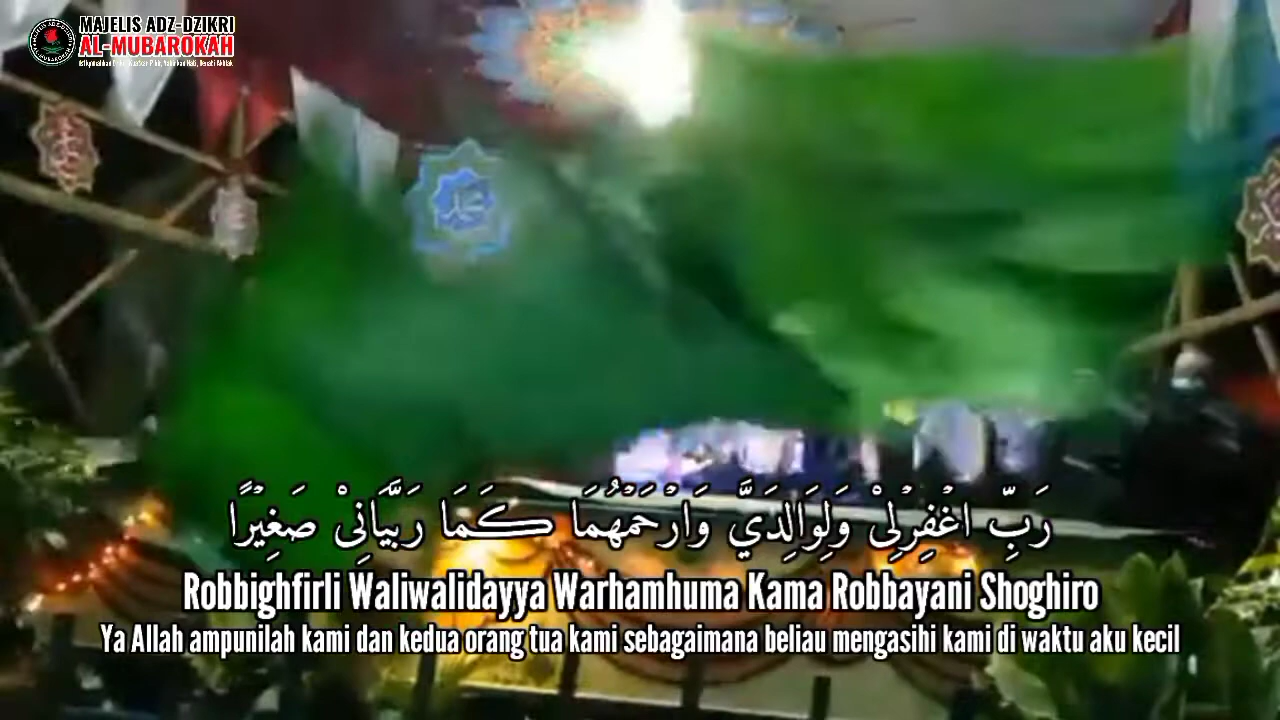 MAJELIS ADZ-DZIKRI
AL-MUBAROKAH
محمد
رَبِّ اغْفِرْلِيْ وَلِوَالِدَيَّ وَارْحَمْهُمَا كَمَا رَبَّيَانِيْ صَغِيْرًا
Robbighfirli Waliwalidayya Warhamhuma Kama Robbayani Shoghiro
Ya Allah ampunilah kami dan kedua orang tua kami sebagaimana beliau mengasihi kami di waktu aku kecil